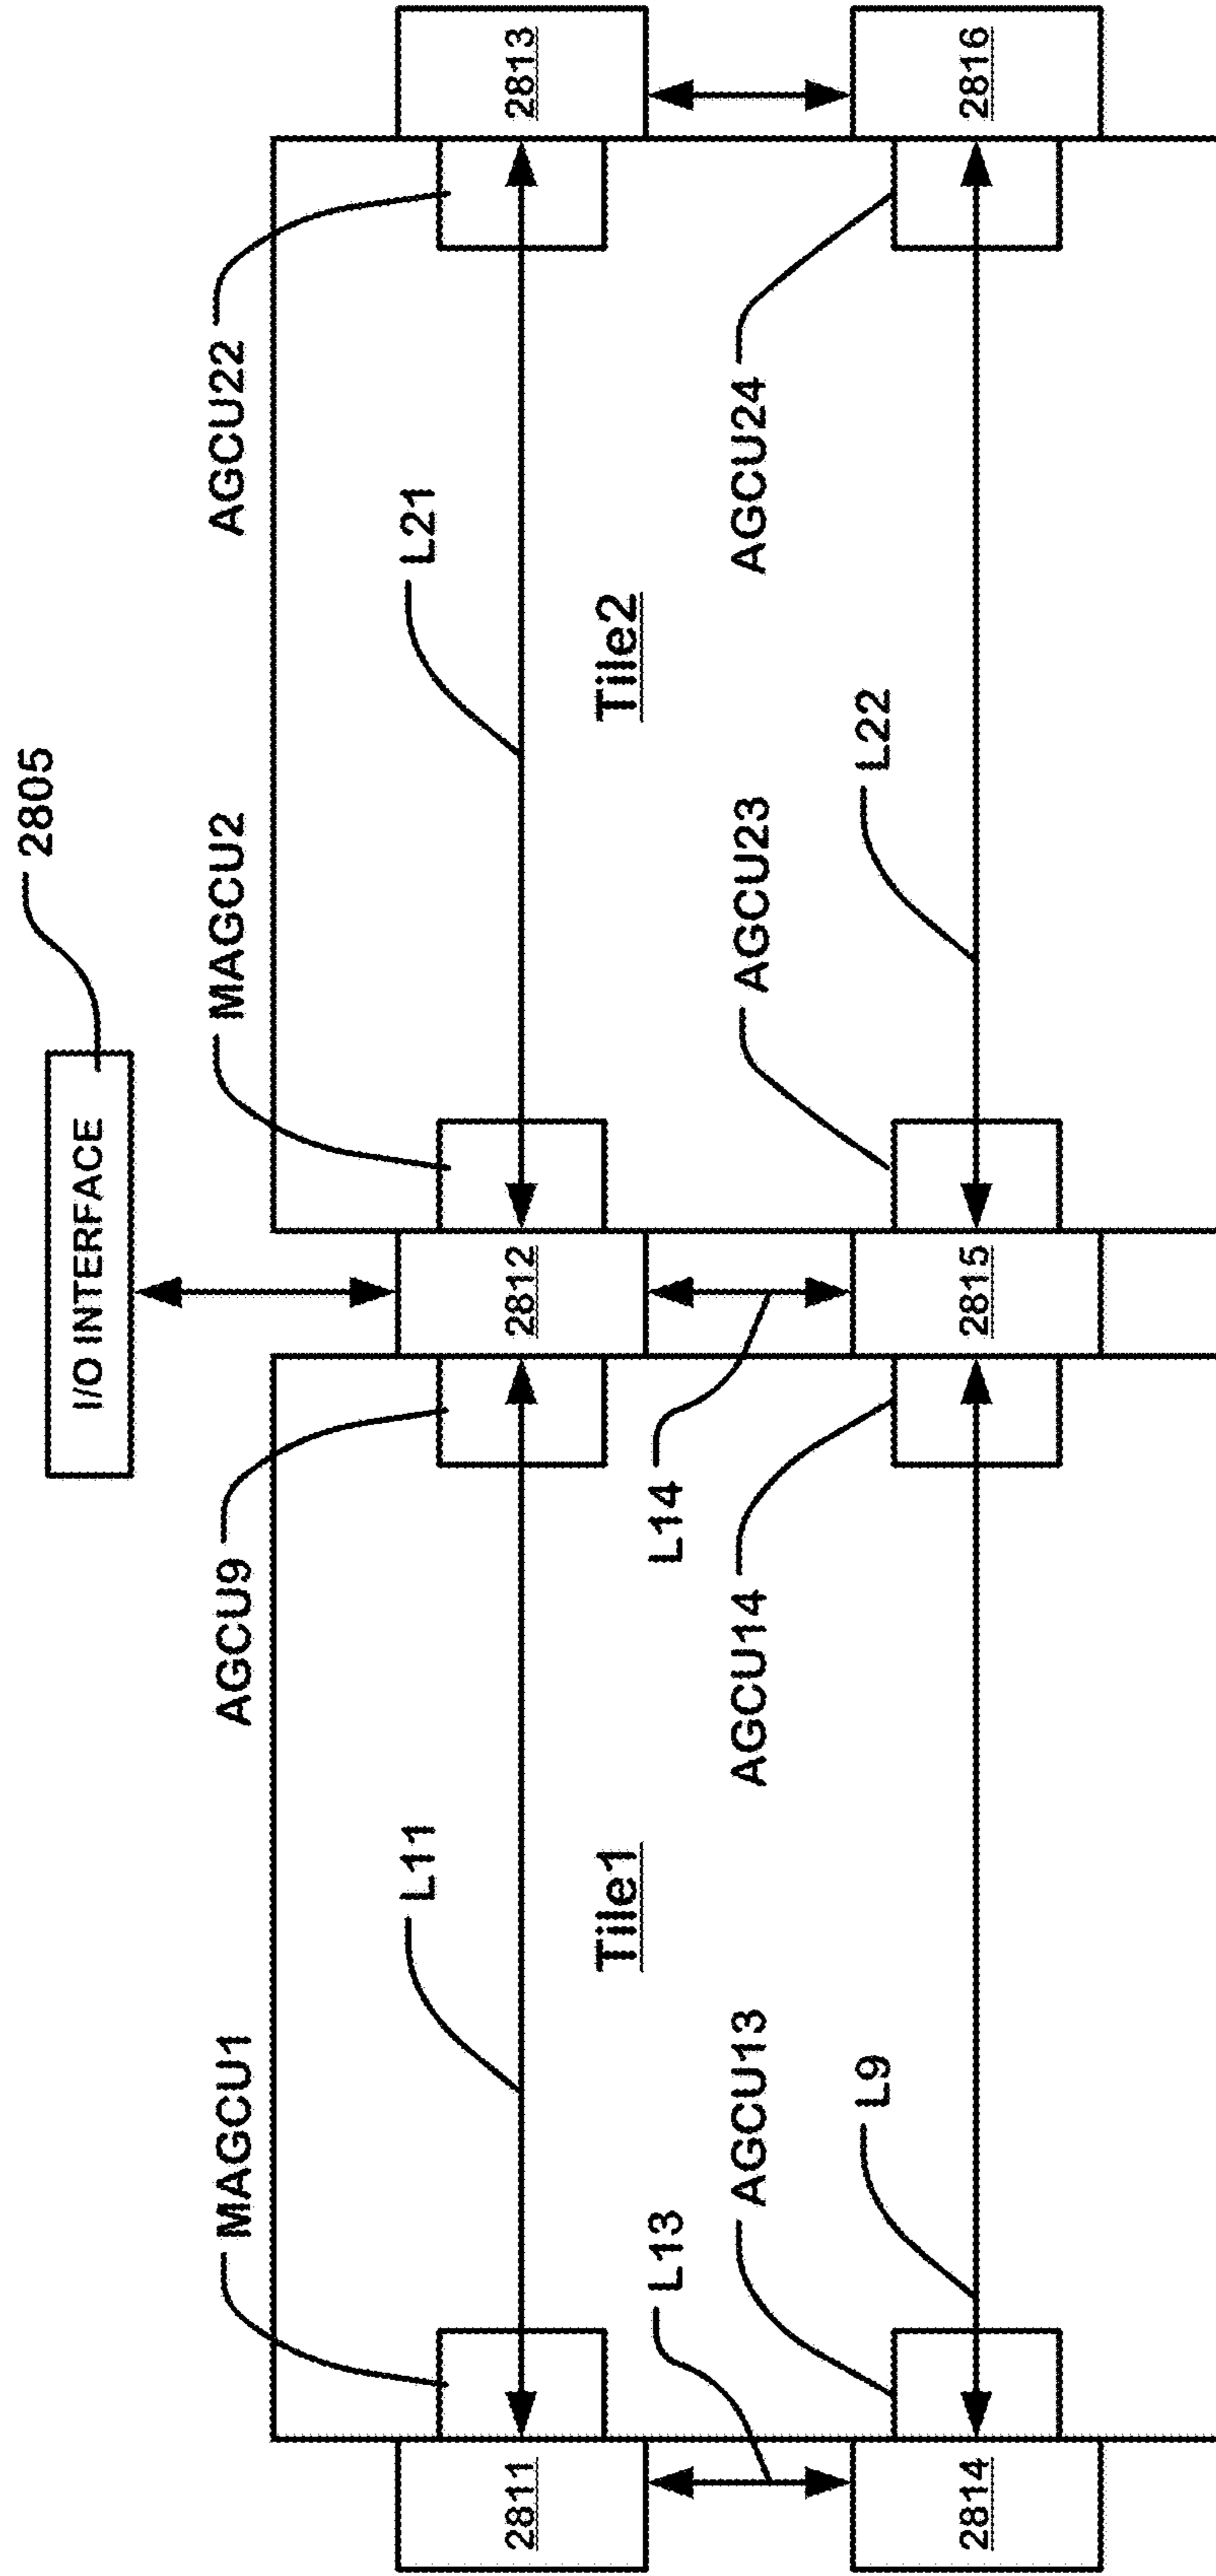 2805
I/O INTERFACE
MAGCU1
AGCU9
MAGCU2
AGCU22
L11
L21
2811
2812
2813
Tile1
Tile2
L13
L14
AGCU13
AGCU14
AGCU23
AGCU24
L9
L22
2814
2815
2816